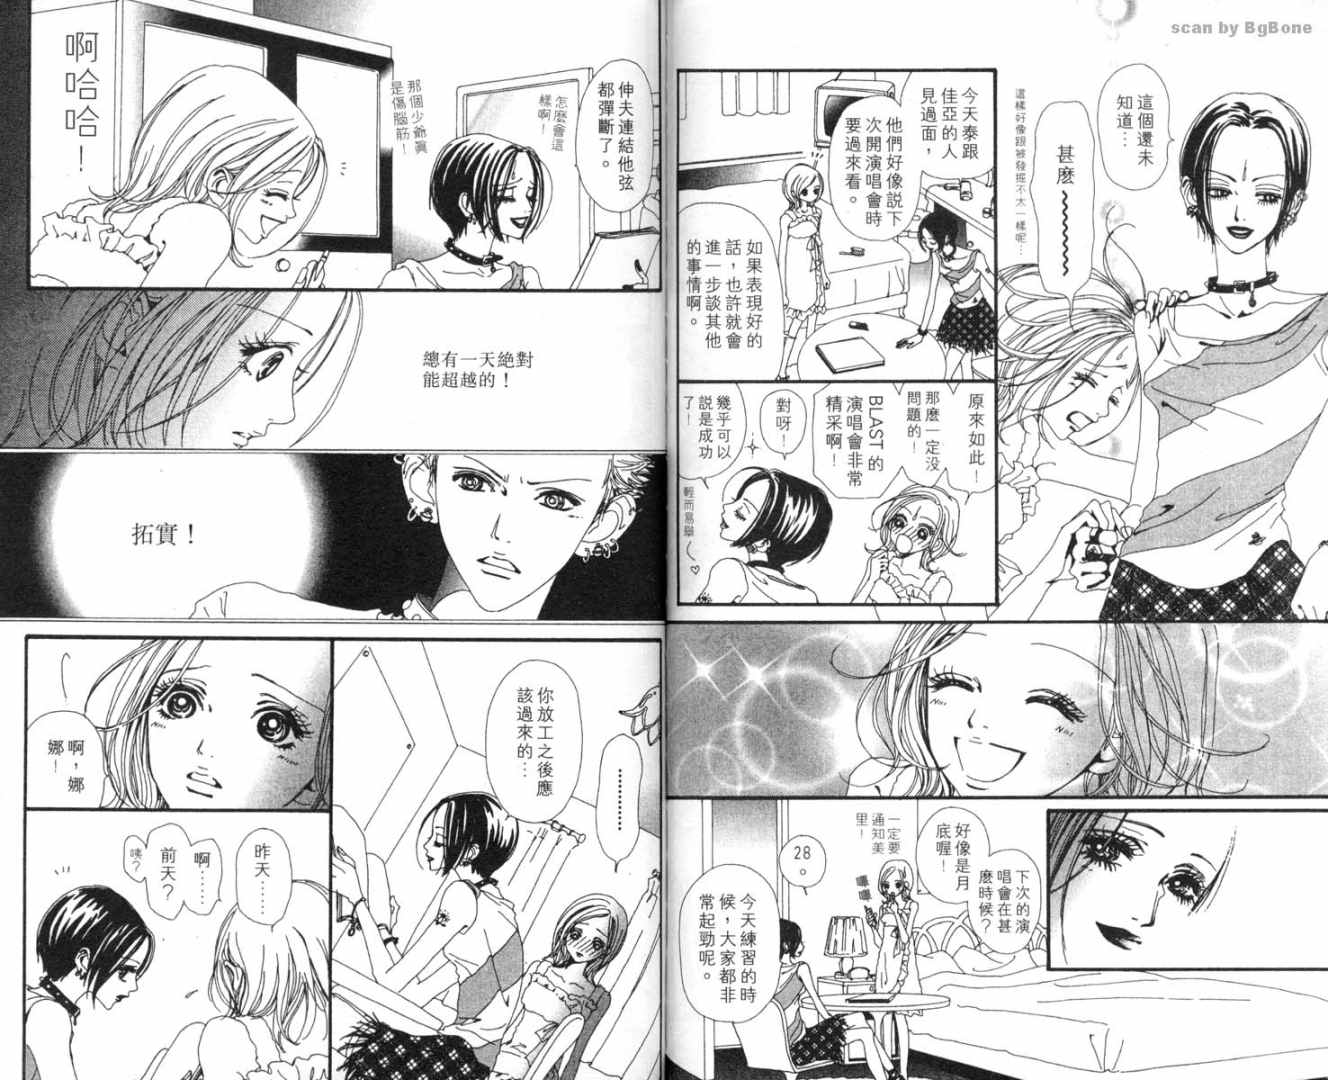 scan by BgBone
這個還未
知道…
甚麼
這樣好像跟被發掘不太一樣呢…
今天泰跟
佳亞的人
見過面，
他們好像説下
次開演唱會時
要過來看。
如果表現好的
話，也許就會
進一步談其他
的事情啊。
原來如此！
那麼一定没
問題的！
BLAST的
演唱會非常
精采啊！
對呀！
幾乎可以
説是成功
了！
輕而易舉
下次的演
唱會在甚
麼時候？
好像是月
底喔！
一定要
通知美
里！
嗶嗶
28
。
今天練習的時
候，大家都非
常起勁呢。
伸夫連結他弦
都彈斷了。
怎麼會這
樣啊！
那個少爺真
是傷腦筋！
啊哈哈！
總有一天絶對
能超越的！
拓實！
………
你放工之後應
該過來的…
啊，娜
娜！
昨天…
啊……
前天？
咦？